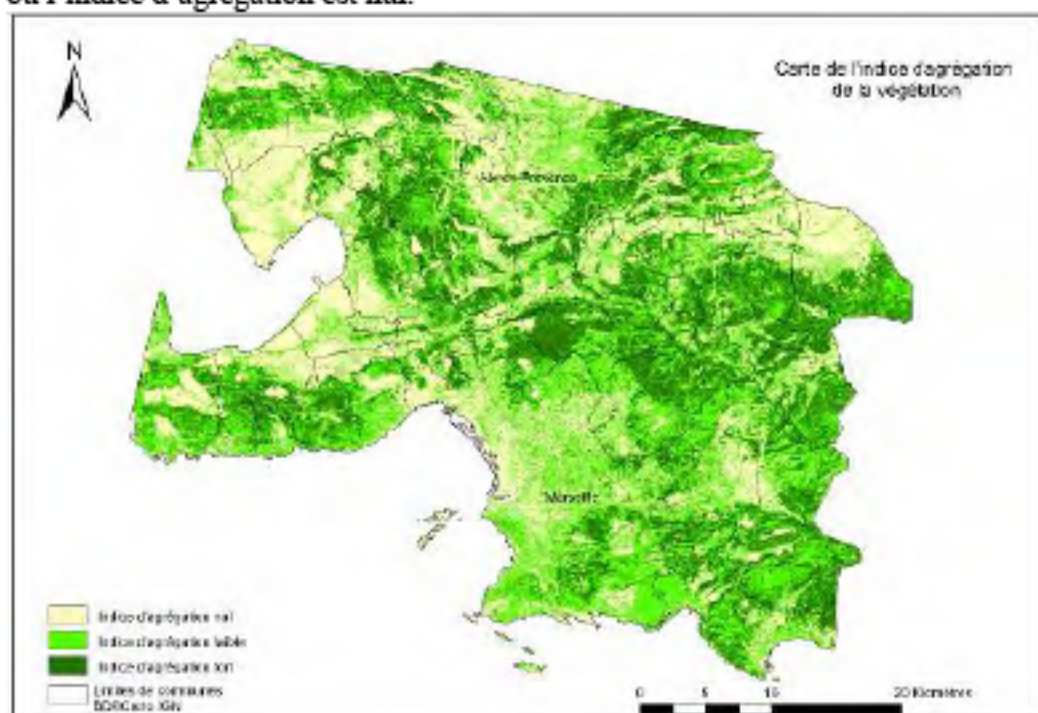 où l'indice d'agrégation est nul.
N
Carte de l'indice d'agrégation
de la végétation
Aix-en-Provence
Marseille
Indice d'agrégation nul
Indice d'agrégation faible
Indice d'agrégation fort
Limites de communes
BDRCarto IGN
0 5 10 20 Kilomètres